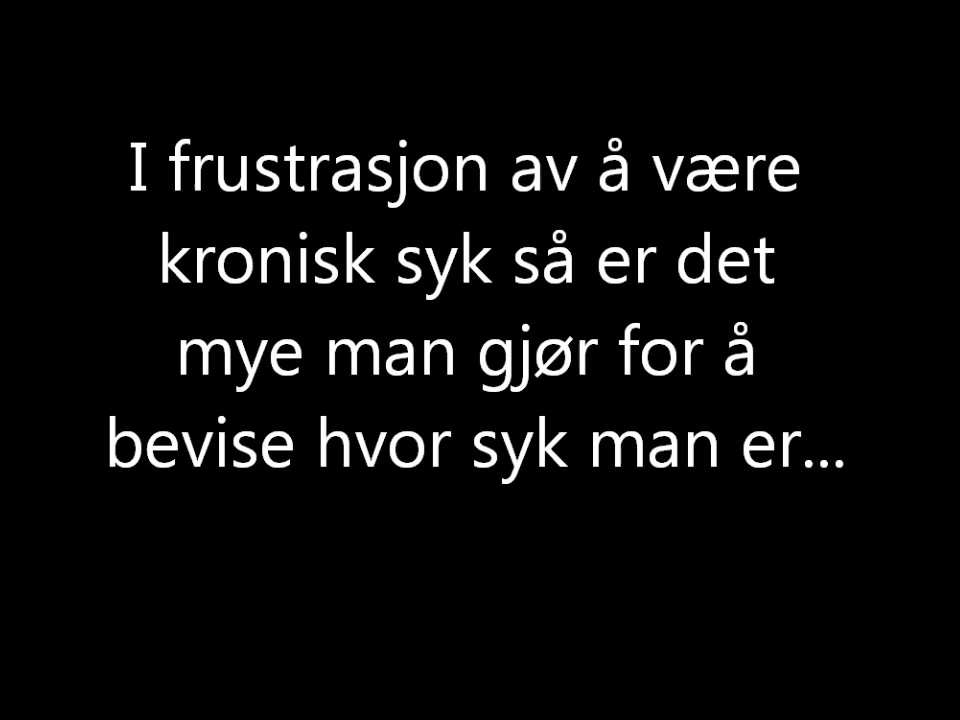 I frustrasjon av å være
kronisk syk så er det
mye man gjør for å
bevise hvor syk man er...